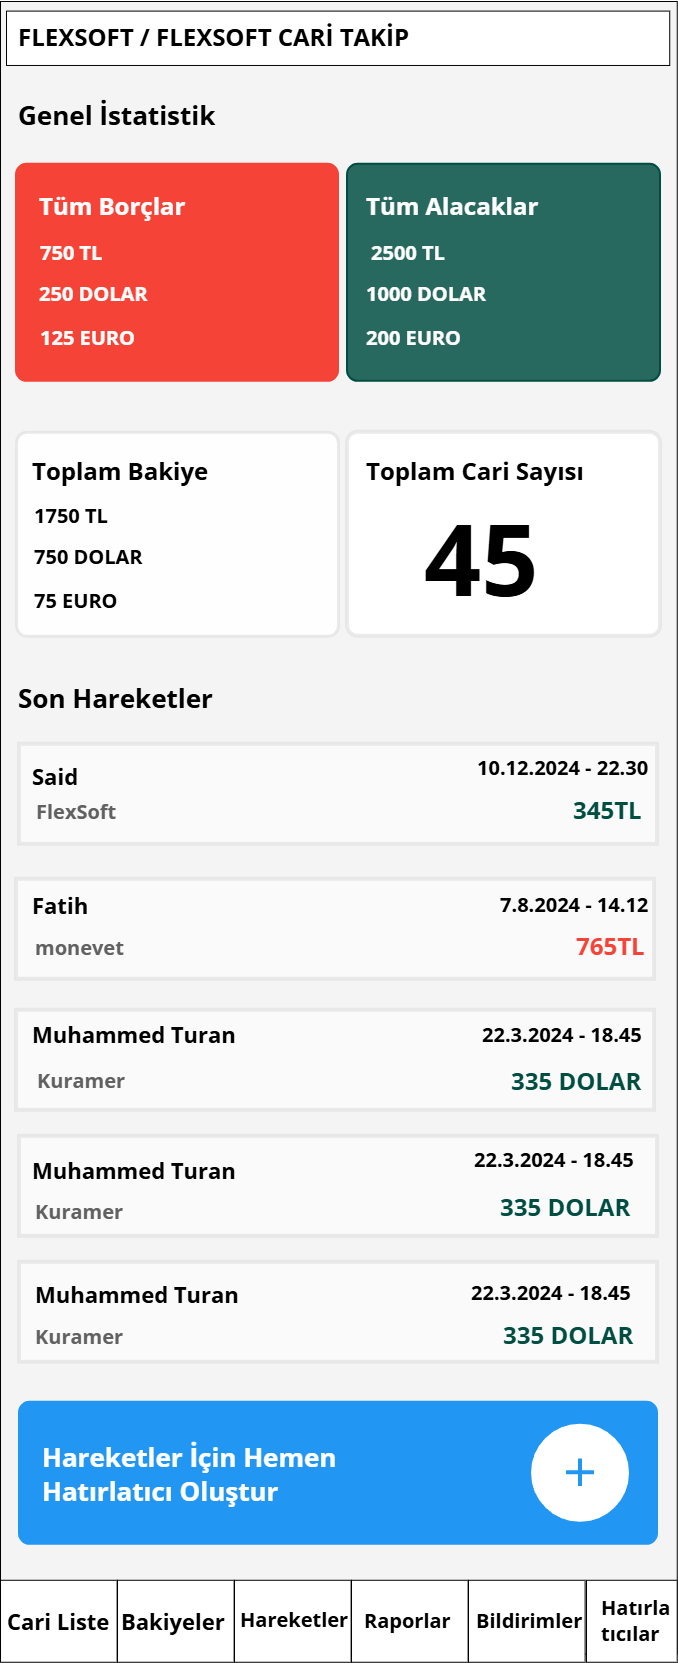 FLEXSOFT / FLEXSOFT CARİ TAKİP
Genel İstatistik
Tüm Borçlar
750 TL
250 DOLAR
125 EURO
Tüm Alacaklar
2500 TL
1000 DOLAR
200 EURO
Toplam Bakiye
1750 TL
750 DOLAR
75 EURO
Toplam Cari Sayısı
45
Son Hareketler
Said
10.12.2024 - 22.30
FlexSoft
345TL
Fatih
7.8.2024 - 14.12
monevet
765TL
Muhammed Turan
22.3.2024 - 18.45
Kuramer
335 DOLAR
Muhammed Turan
22.3.2024 - 18.45
Kuramer
335 DOLAR
Muhammed Turan
22.3.2024 - 18.45
Kuramer
335 DOLAR
Hareketler İçin Hemen
Hatırlatıcı Oluştur
+
Cari Liste
Bakiyeler
Hareketler
Raporlar
Bildirimler
Hatırla
tıcılar